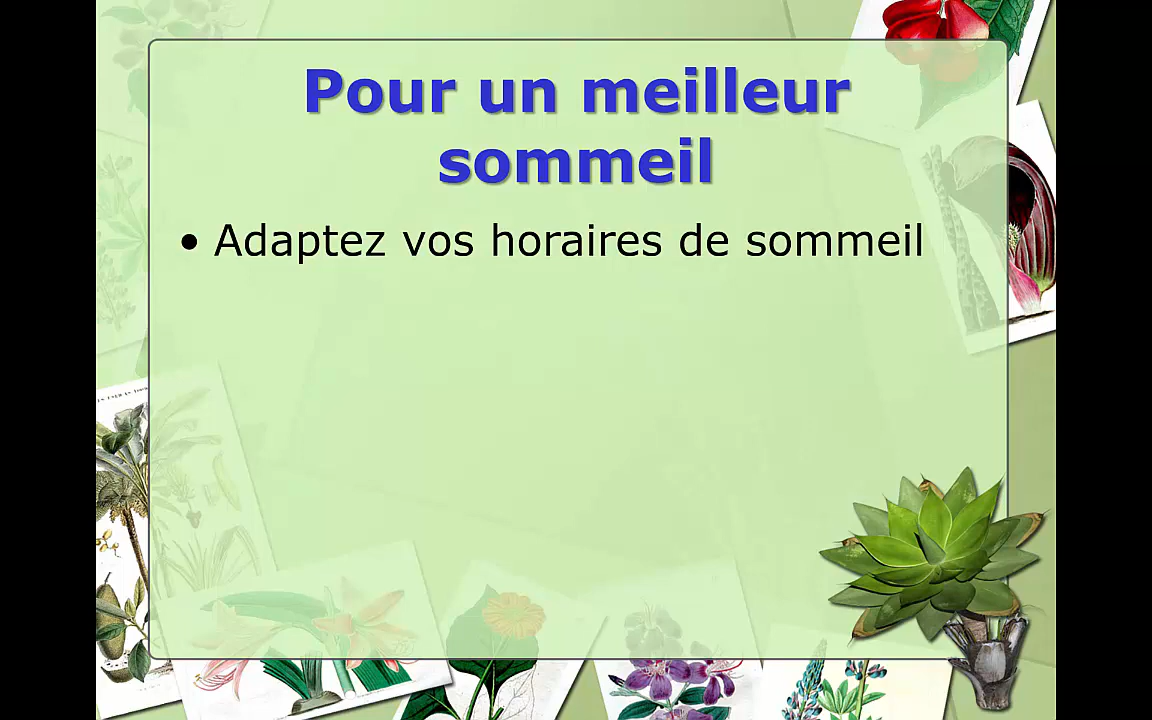 Pour un meilleur
sommeil
• Adaptez vos horaires de sommeil